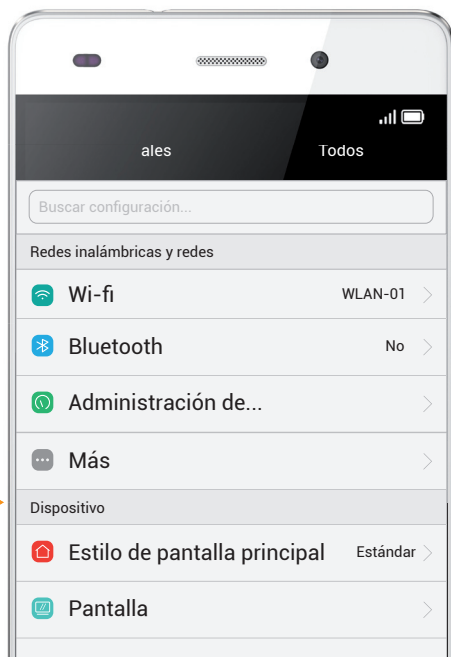 ales Todos
Buscar configuración...
Redes inalámbricas y redes
Wi-fi WLAN-01
Bluetooth No
Administración de...
Más
Dispositivo
Estilo de pantalla principal Estándar
Pantalla